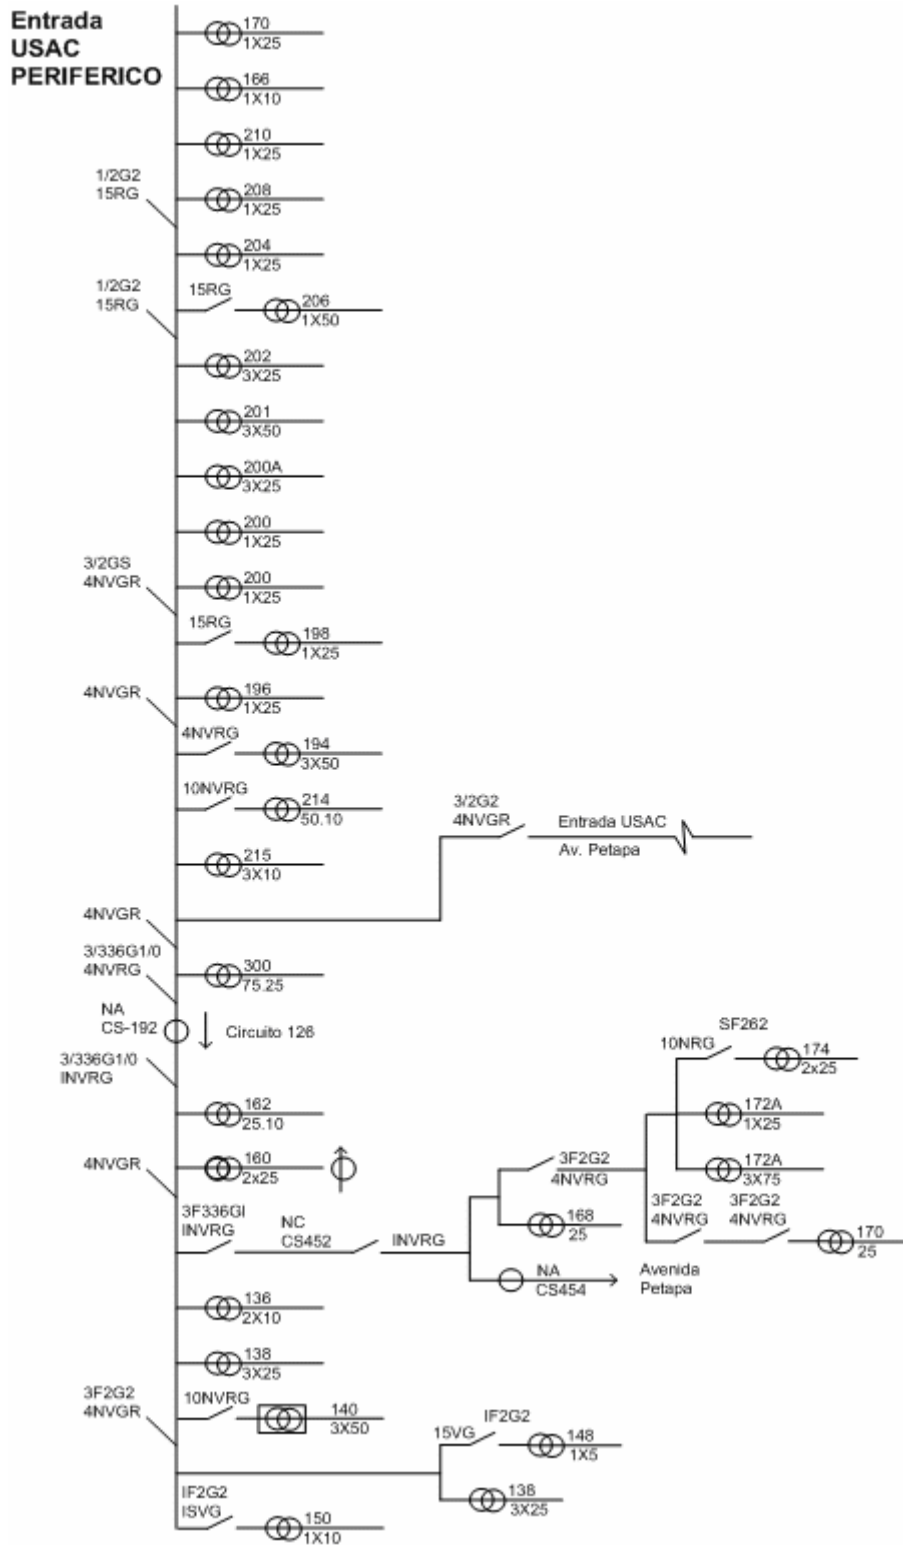 Entrada
USAC
PERIFERICO
170
1X25
166
1X10
210
1X25
1/2G2
15RG
208
1X25
204
1X25
1/2G2
15RG
15RG
206
1X50
202
3X25
201
3X50
200A
3X25
200
1X25
3/2GS
4NVGR
200
1X25
15RG
198
1X25
4NVGR
196
1X25
4NVRG
194
3X50
10NVRG
214
50.10
3/2G2
4NVGR
Entrada USAC
Av. Petapa
215
3X10
4NVGR
3/336G1/0
4NVRG
300
75.25
NA
CS-192
Circuito 126
3/336G1/0
INVRG
SF262
10NRG
174
2x25
162
25.10
172A
1X25
4NVGR
160
2x25
3F2G2
4NVRG
172A
3X75
3F336GI
INVRG
NC
CS452
INVRG
168
25
3F2G2
4NVRG
3F2G2
4NVRG
170
25
NA
CS454
Avenida
Petapa
136
2X10
138
3X25
3F2G2
4NVGR
10NVRG
140
3X50
15VG
IF2G2
148
1X5
138
3X25
IF2G2
ISVG
150
1X10